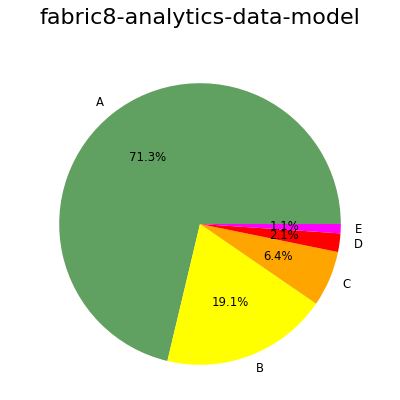 fabric8-analytics-data-model
A
71.3%
1.1%
E
2.1%
D
6.4%
C
19.1%
B